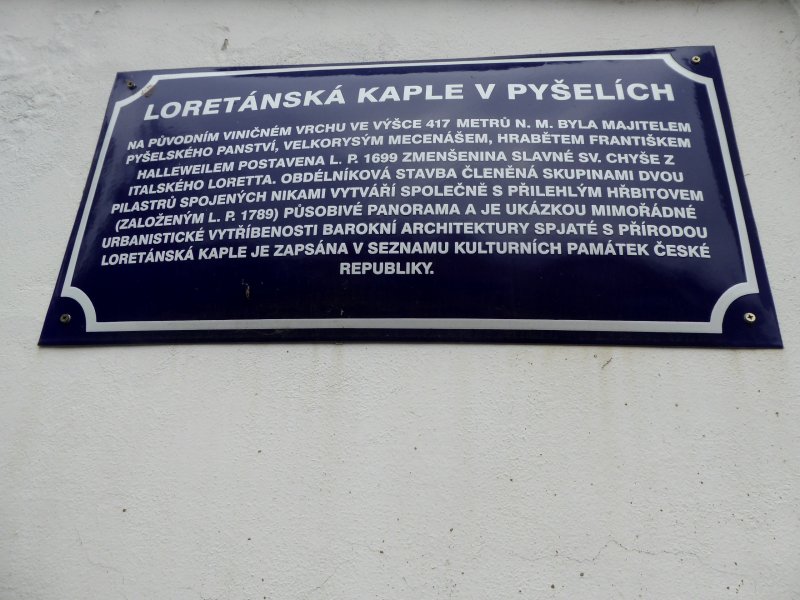 LORETÁNSKÁ KAPLE V PYŠELÍCH
NA PŮVODNÍM VINIČNÉM VRCHU VE VÝŠCE 417 METRŮ N. M. BYLA MAJITELEM
PYŠELSKÉHO PANSTVÍ, VELKORYSÝM MECENÁŠEM, HRABĚTEM FRANTIŠKEM
HALLEWEILEM POSTAVENA L. P. 1699 ZMENŠENINA SLAVNÉ SV. CHYŠE Z
ITALSKÉHO LORETTA. OBDÉLNÍKOVÁ STAVBA ČLENĚNÁ SKUPINAMI DVOU
PILASTRŮ SPOJENÝCH NIKAMI VYTVÁŘÍ SPOLEČNĚ S PŘILEHLÝM HŘBITOVEM
(ZALOŽENÝM L. P. 1789) PŮSOBIVÉ PANORAMA A JE UKÁZKOU MIMOŘÁDNÉ
URBANISTICKÉ VYTŘÍBENOSTI BAROKNÍ ARCHITEKTURY SPJATÉ S PŘÍRODOU
LORETÁNSKÁ KAPLE JE ZAPSÁNA V SEZNAMU KULTURNÍCH PAMÁTEK ČESKÉ
REPUBLIKY.